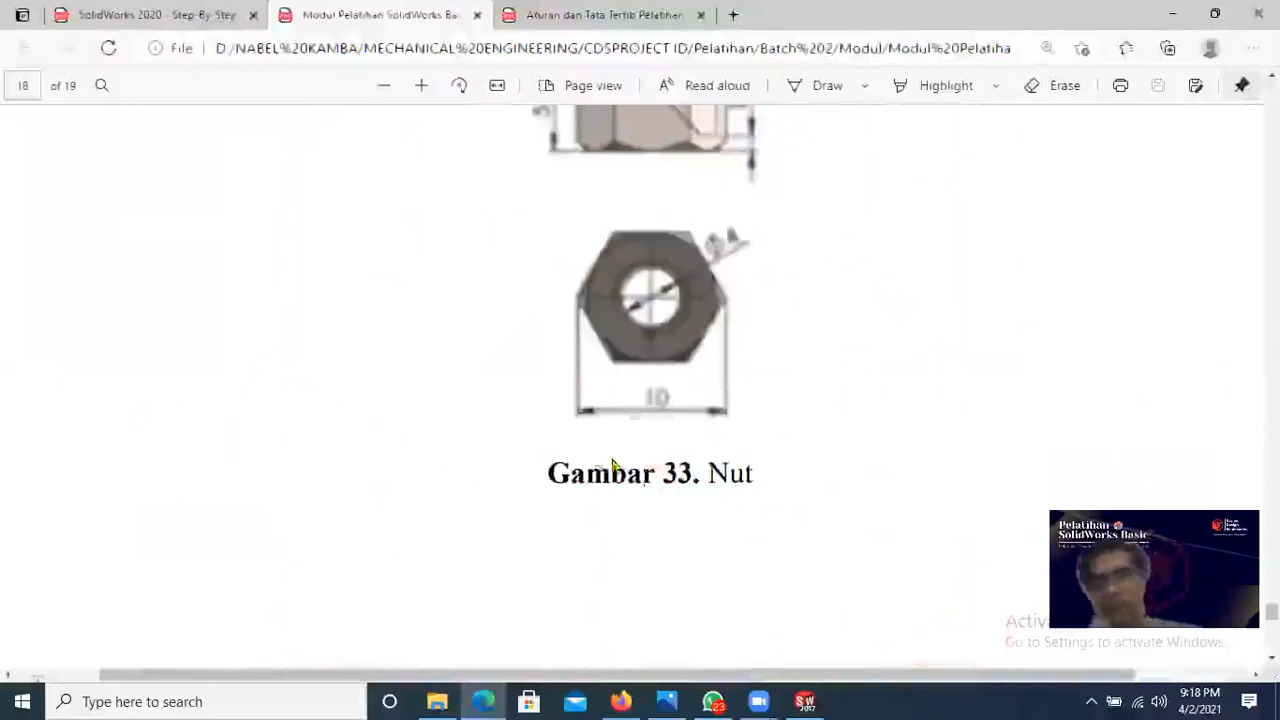 SolidWorks 2020 - Step-By-Step
Modul Pelatihan SolidWorks Ba
Aturan dan Tata Tertib Pelatihan
File
D:/NABEL%20KAMBA/MECHANICAL%20ENGINEERING/CDSPROJECT ID/Pelatihan/Batch%202/Modul/Modul%20Pelatiha
18 of 19
Page view
Read aloud
Draw
Highlight
Erase
10
Gambar 33. Nut
Pelatihan
SolidWorks Basic
Activ
Go to Settings to activate Windows.
Type here to search
23
SW
2017
9:18 PM
4/2/2021